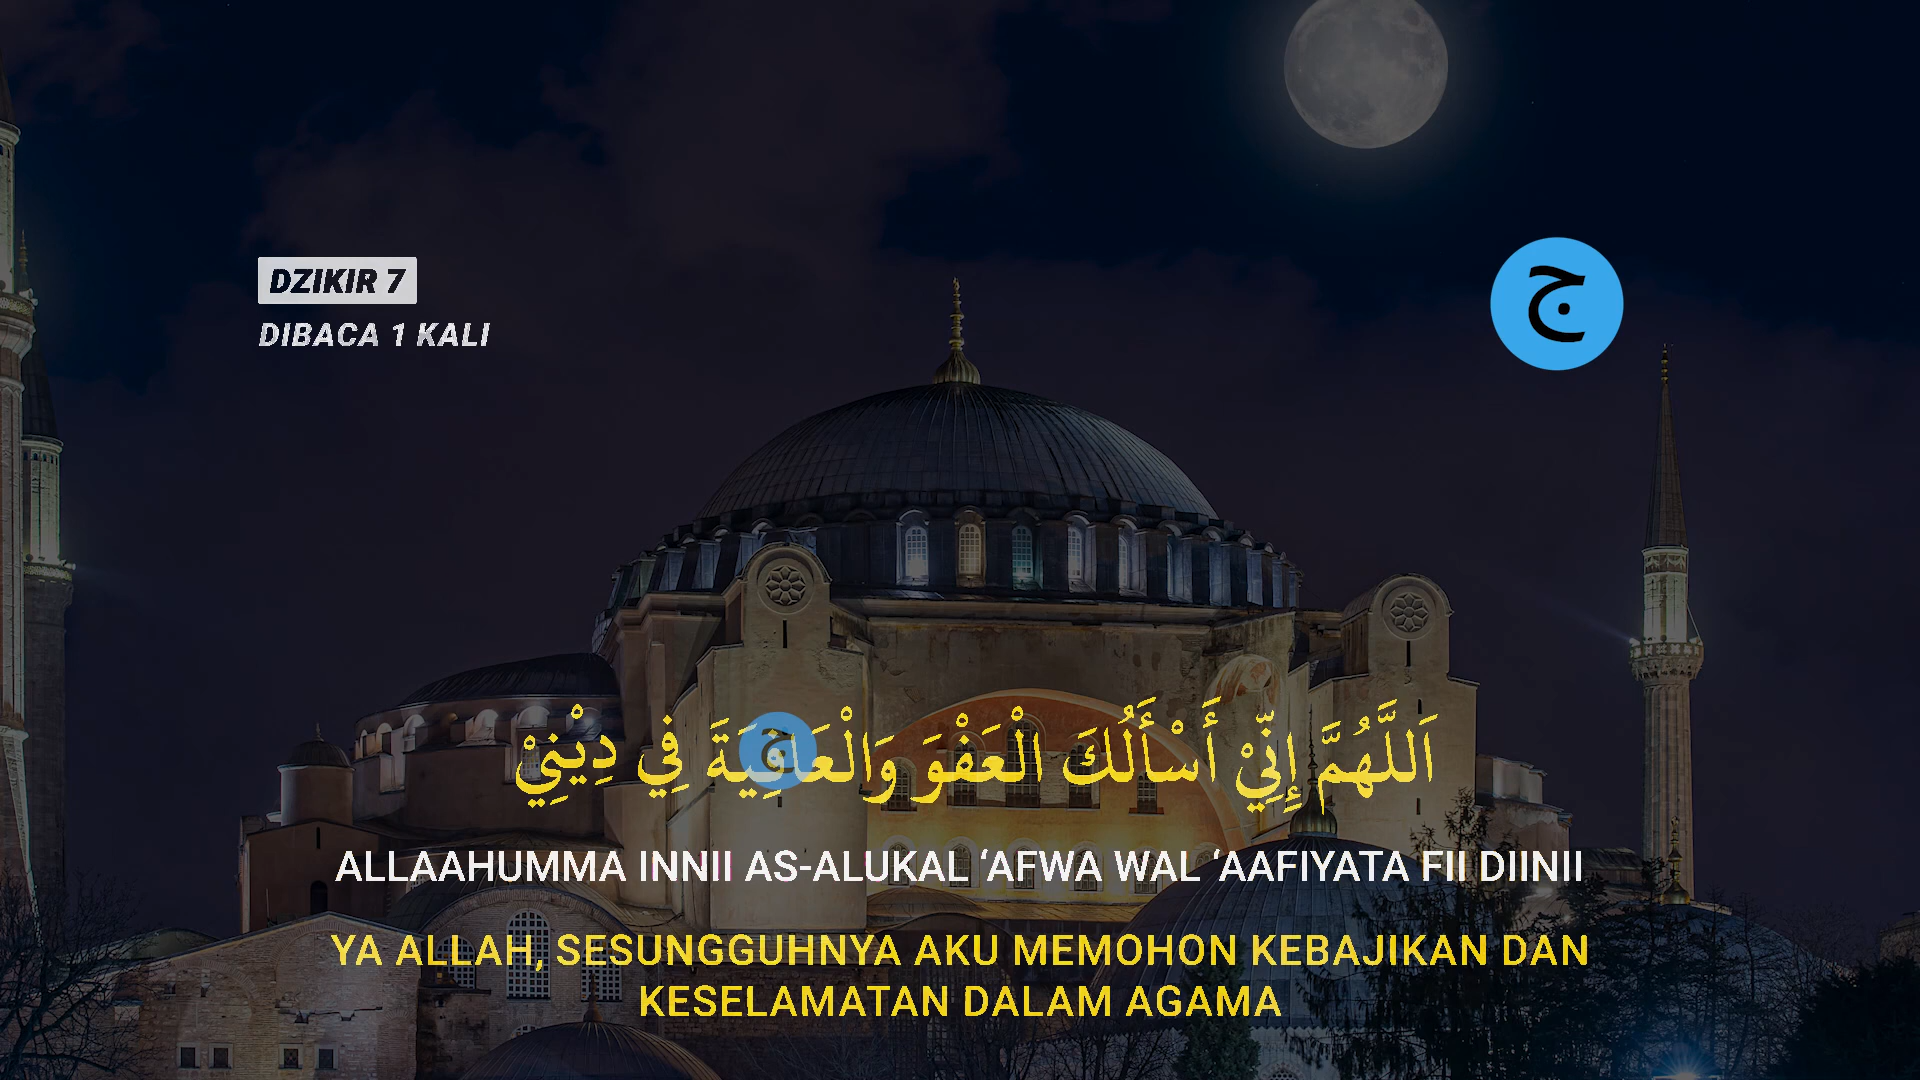 DZIKIR 7
DIBACA 1 KALI
ج
اَللَّهُمَّ إِنِّيْ أَسْأَلُكَ الْعَفْوَ وَالْعَافِيَةَ فِي دِيْنِيْ
ج
ALLAAHUMMA INNII AS-ALUKAL ‘AFWA WAL ‘AAFIYATA FII DIINII
YA ALLAH, SESUNGGUHNYA AKU MEMOHON KEBAJIKAN DAN
KESELAMATAN DALAM AGAMA